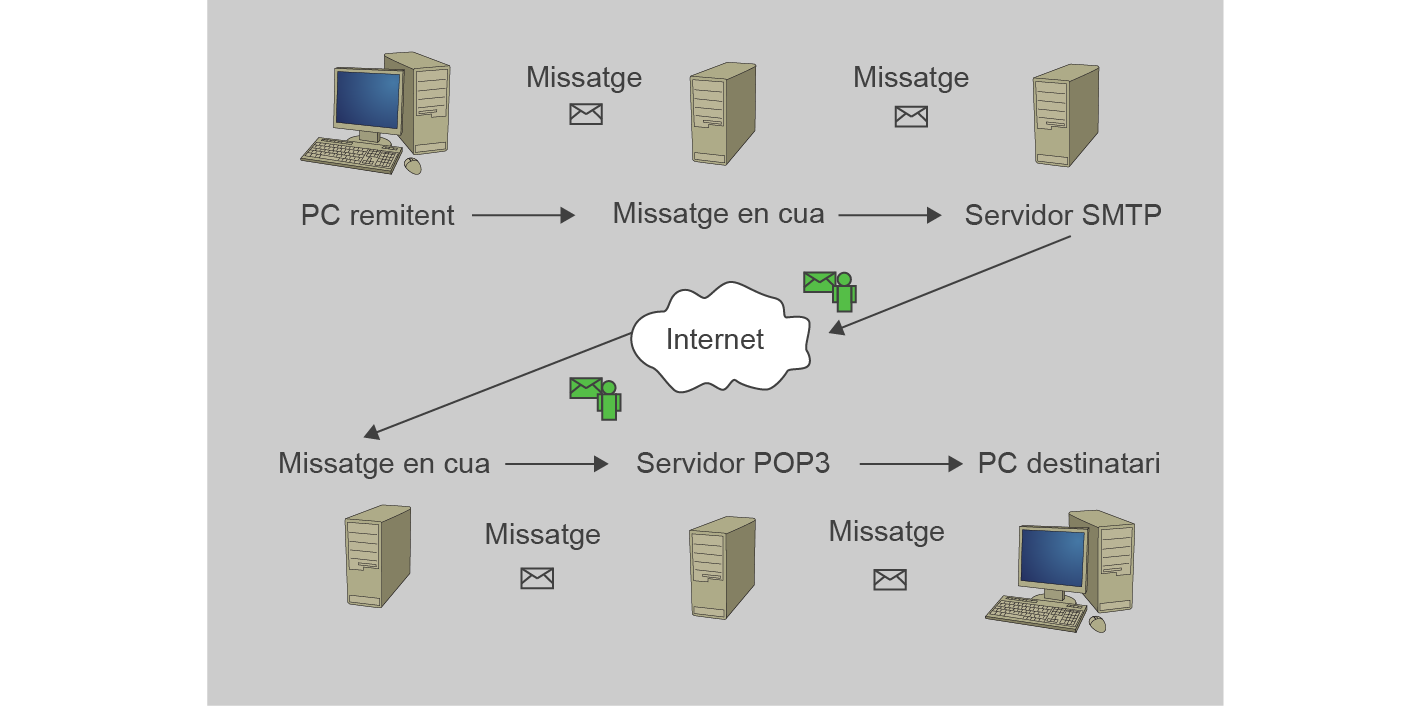 Missatge
Missatge
PC remitent
Missatge en cua
Servidor SMTP
Internet
Missatge en cua
Servidor POP3
PC destinatari
Missatge
Missatge